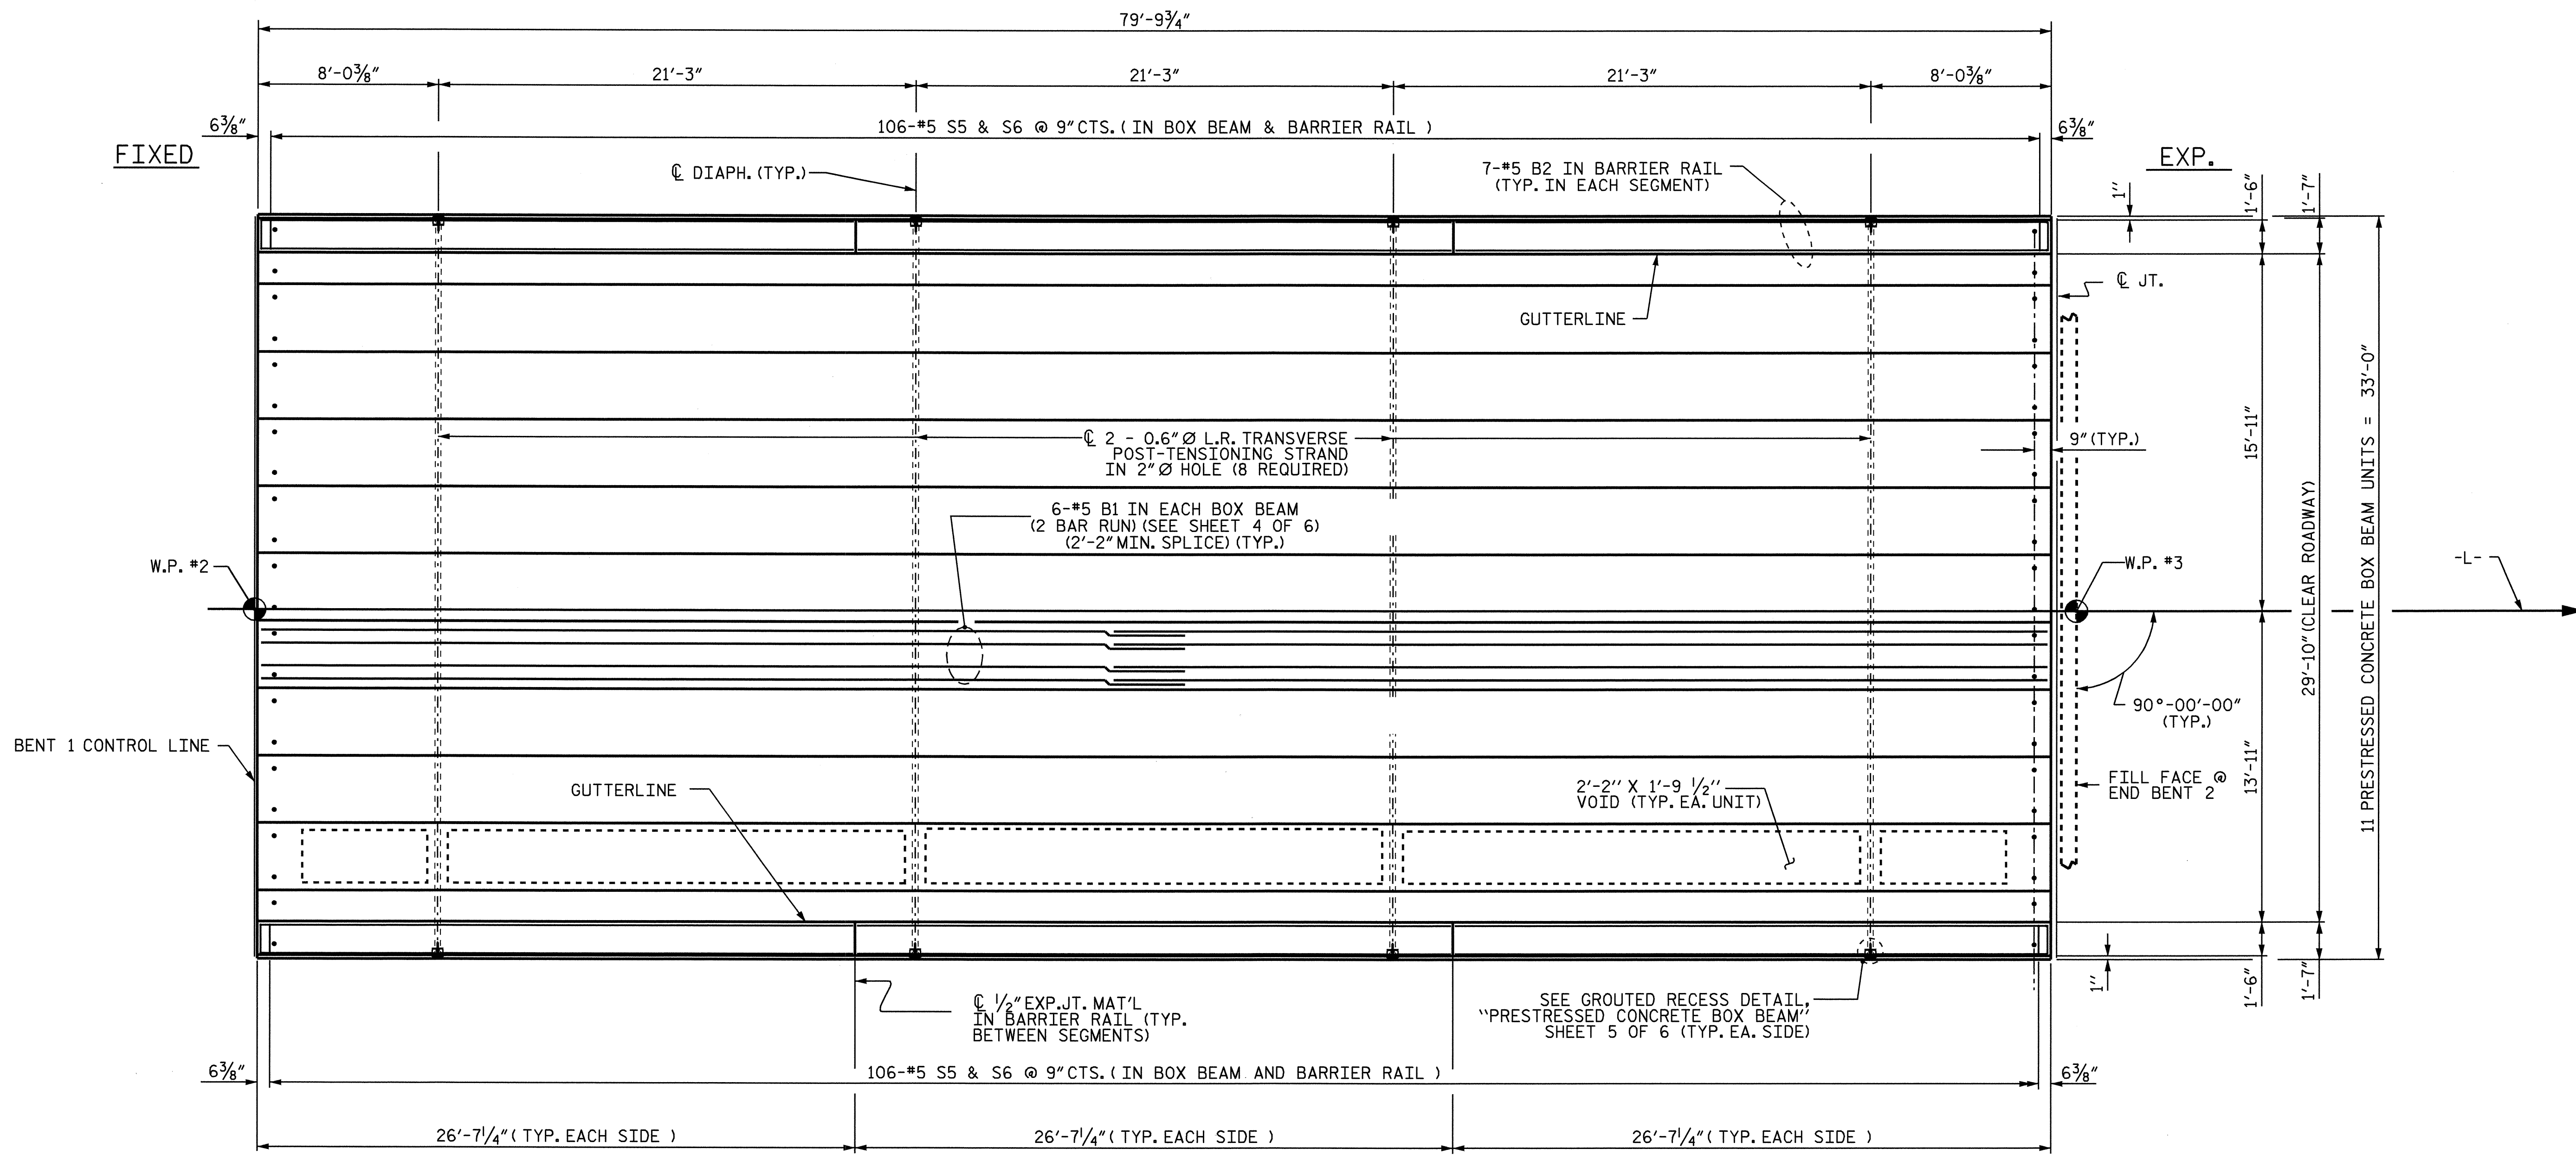 79'-9¾"
8'-0⅜"
21'-3"
21'-3"
21'-3"
8'-0⅜"
6⅜"
106-#5 S5 & S6 @ 9" CTS. ( IN BOX BEAM & BARRIER RAIL )
6⅜"
FIXED
EXP.
℄ DIAPH. (TYP.)
7-#5 B2 IN BARRIER RAIL
(TYP. IN EACH SEGMENT)
1"
1'-6"
1'-7"
℄ JT.
GUTTERLINE
℄ 2 - 0.6" Ø L.R. TRANSVERSE
POST-TENSIONING STRAND
IN 2" Ø HOLE (8 REQUIRED)
9" (TYP.)
15'-11"
29'-10" (CLEAR ROADWAY)
11 PRESTRESSED CONCRETE BOX BEAM UNITS = 33'-0"
6-#5 B1 IN EACH BOX BEAM
(2 BAR RUN) (SEE SHEET 4 OF 6)
(2'-2" MIN. SPLICE) (TYP.)
W.P. #2
W.P. #3
-L-
90°-00'-00"
(TYP.)
BENT 1 CONTROL LINE
GUTTERLINE
2'-2" X 1'-9 ½"
VOID (TYP. EA. UNIT)
FILL FACE @
END BENT 2
13'-11"
℄ ½" EXP. JT. MAT'L
IN BARRIER RAIL (TYP.
BETWEEN SEGMENTS)
SEE GROUTED RECESS DETAIL,
"PRESTRESSED CONCRETE BOX BEAM"
SHEET 5 OF 6 (TYP. EA. SIDE)
1"
1'-6"
1'-7"
6⅜"
106-#5 S5 & S6 @ 9" CTS. ( IN BOX BEAM AND BARRIER RAIL )
6⅜"
26'-7¼" ( TYP. EACH SIDE )
26'-7¼" ( TYP. EACH SIDE )
26'-7¼" ( TYP. EACH SIDE )